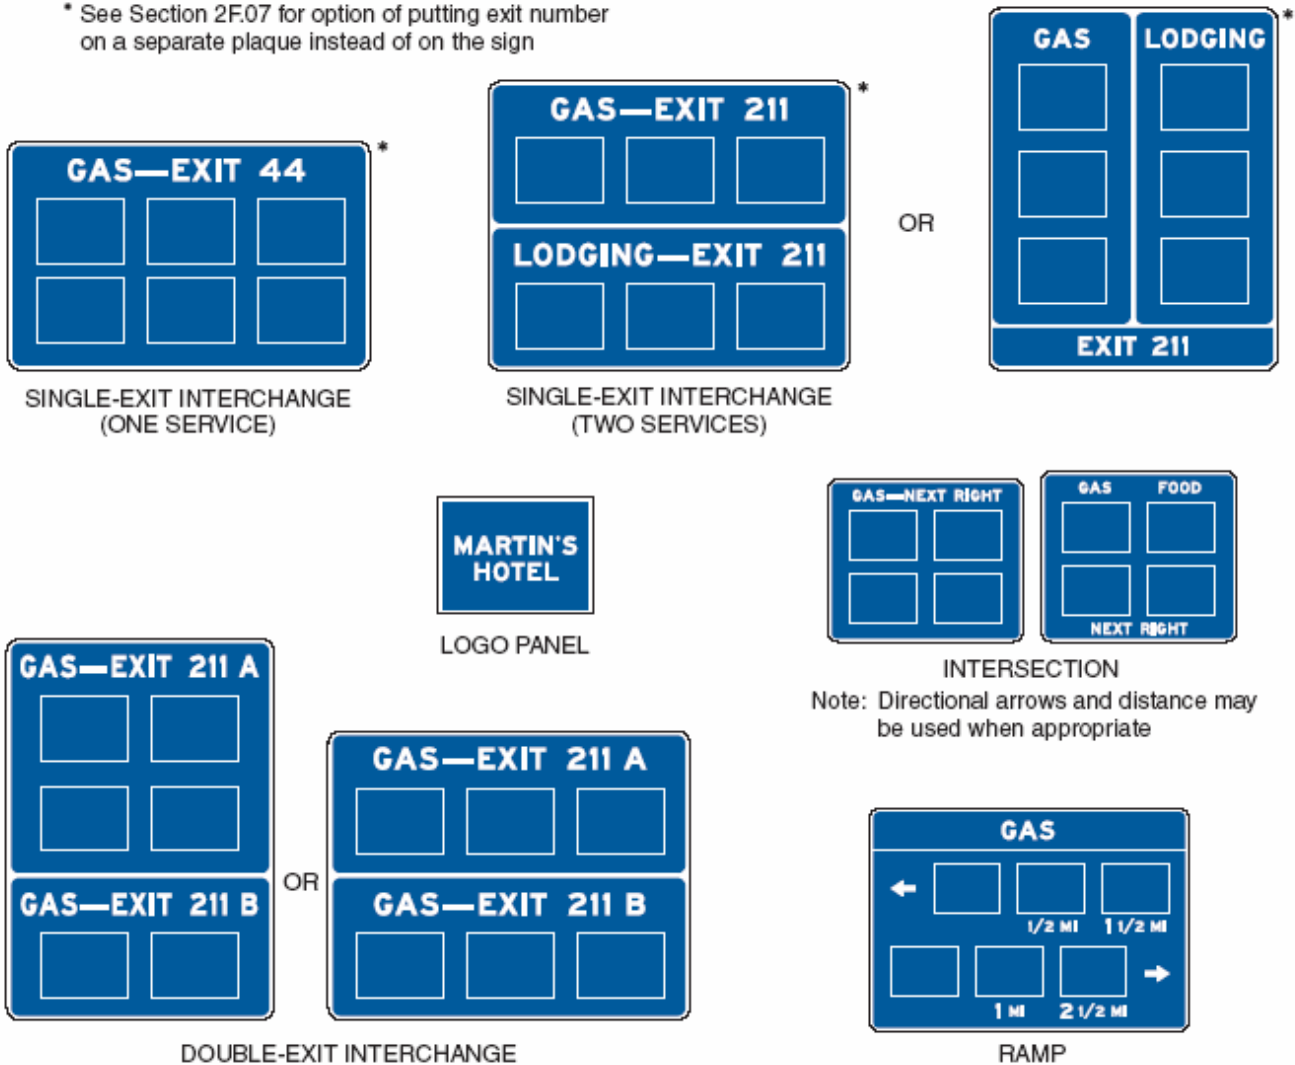 * See Section 2F.07 for option of putting exit number
on a separate plaque instead of on the sign
GAS—EXIT 44
*
SINGLE-EXIT INTERCHANGE
(ONE SERVICE)
GAS—EXIT 211
*
LODGING—EXIT 211
SINGLE-EXIT INTERCHANGE
(TWO SERVICES)
OR
GAS
LODGING
*
EXIT 211
MARTIN'S
HOTEL
LOGO PANEL
GAS—NEXT RIGHT
GAS FOOD
NEXT RIGHT
INTERSECTION
Note: Directional arrows and distance may
be used when appropriate
GAS—EXIT 211 A
GAS—EXIT 211 B
OR
GAS—EXIT 211 A
GAS—EXIT 211 B
DOUBLE-EXIT INTERCHANGE
GAS
1/2 MI 1 1/2 MI
1 MI 2 1/2 MI
RAMP